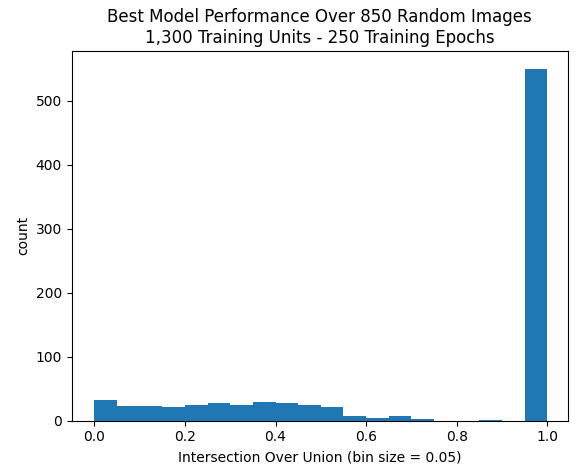 Best Model Performance Over 850 Random Images
1,300 Training Units - 250 Training Epochs
500
400
300
200
100
0
count
0.0 0.2 0.4 0.6 0.8 1.0
Intersection Over Union (bin size = 0.05)